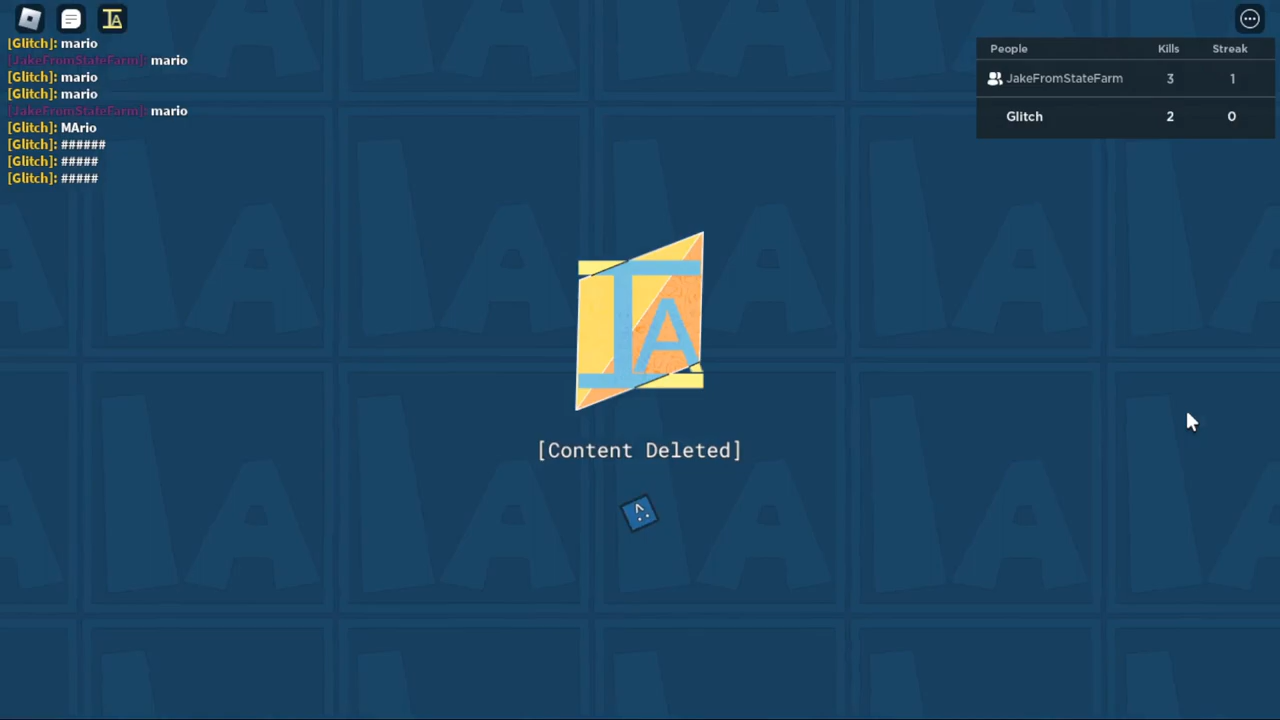 [Glitch]: mario
[JakeFromStateFarm]: mario
[Glitch]: mario
[Glitch]: mario
[JakeFromStateFarm]: mario
[Glitch]: MArio
[Glitch]: ######
[Glitch]: #####
[Glitch]: #####
People Kills Streak
JakeFromStateFarm 3 1
Glitch 2 0
IA
[Content Deleted]